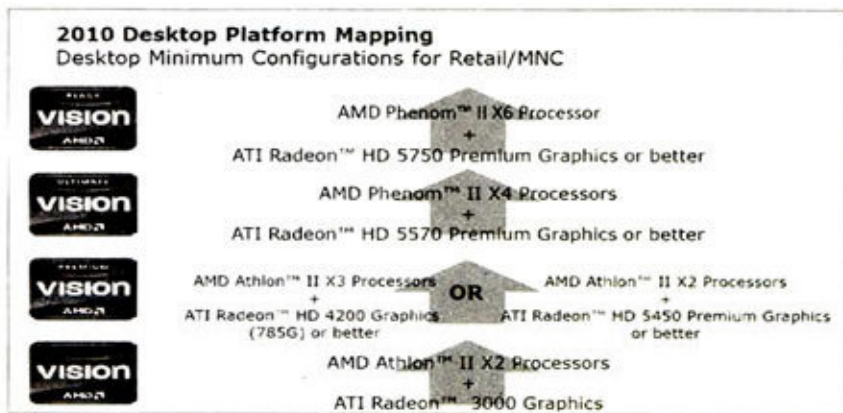 2010 Desktop Platform Mapping
Desktop Minimum Configurations for Retail/MNC
BLACK
VISION
AMD
AMD Phenom™ II X6 Processor
+
ATI Radeon™ HD 5750 Premium Graphics or better
ULTIMATE
VISION
AMD
AMD Phenom™ II X4 Processors
+
ATI Radeon™ HD 5570 Premium Graphics or better
PREMIUM
VISION
AMD
AMD Athlon™ II X3 Processors
+
ATI Radeon™ HD 4200 Graphics
(785G) or better
OR
AMD Athlon™ II X2 Processors
+
ATI Radeon™ HD 5450 Premium Graphics
or better
VISION
AMD
AMD Athlon™ II X2 Processors
+
ATI Radeon™ 3000 Graphics